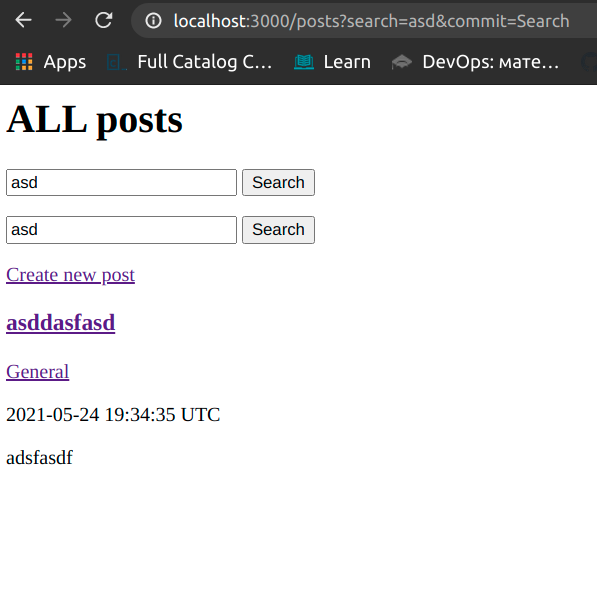 localhost:3000/posts?search=asd&commit=Search
Apps Full Catalog C... Learn DevOps: мате...
ALL posts
asd Search
asd Search
Create new post
asddasfasd
General
2021-05-24 19:34:35 UTC
adsfasdf